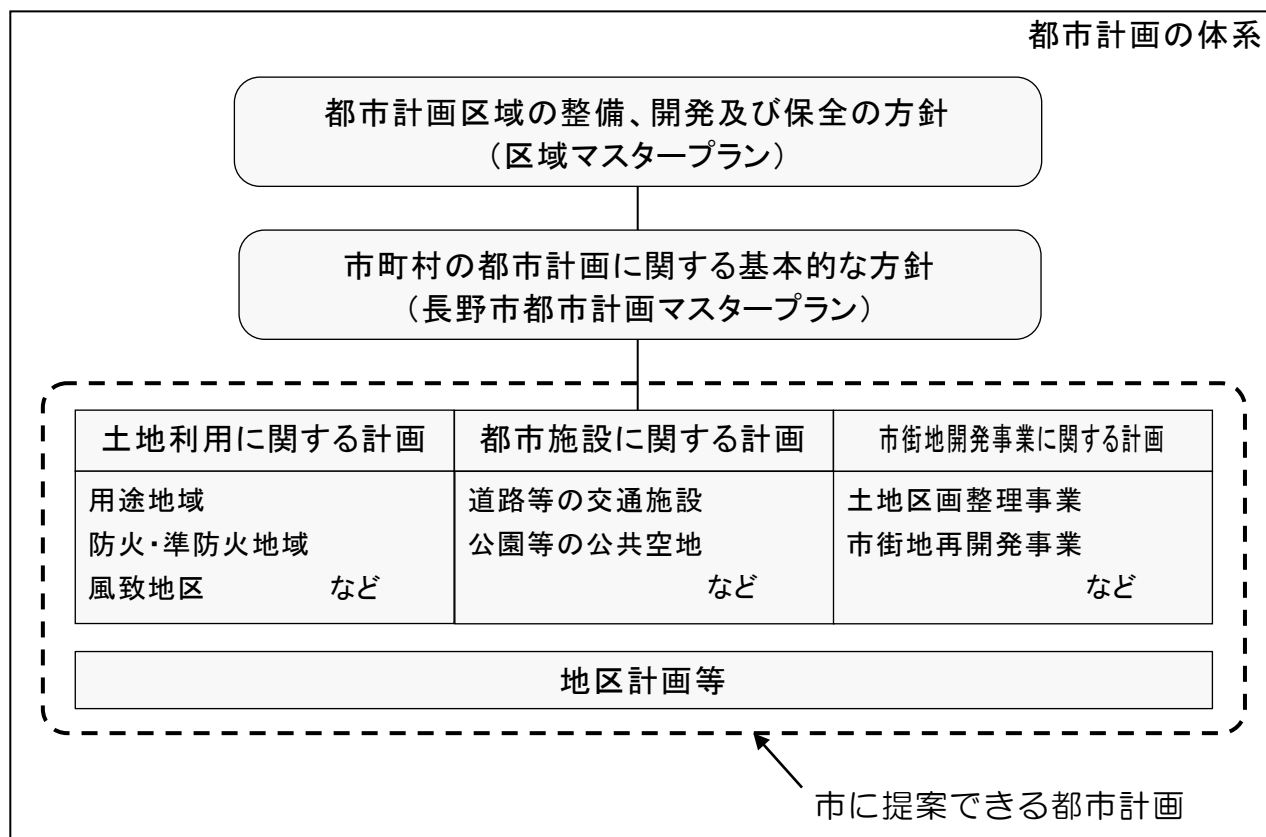 都市計画の体系
都市計画区域の整備、開発及び保全の方針
（区域マスタープラン）
市町村の都市計画に関する基本的な方針
（長野市都市計画マスタープラン）
土地利用に関する計画
用途地域
防火・準防火地域
風致地区 など
都市施設に関する計画
道路等の交通施設
公園等の公共空地
など
市街地開発事業に関する計画
土地区画整理事業
市街地再開発事業
など
地区計画等
市に提案できる都市計画